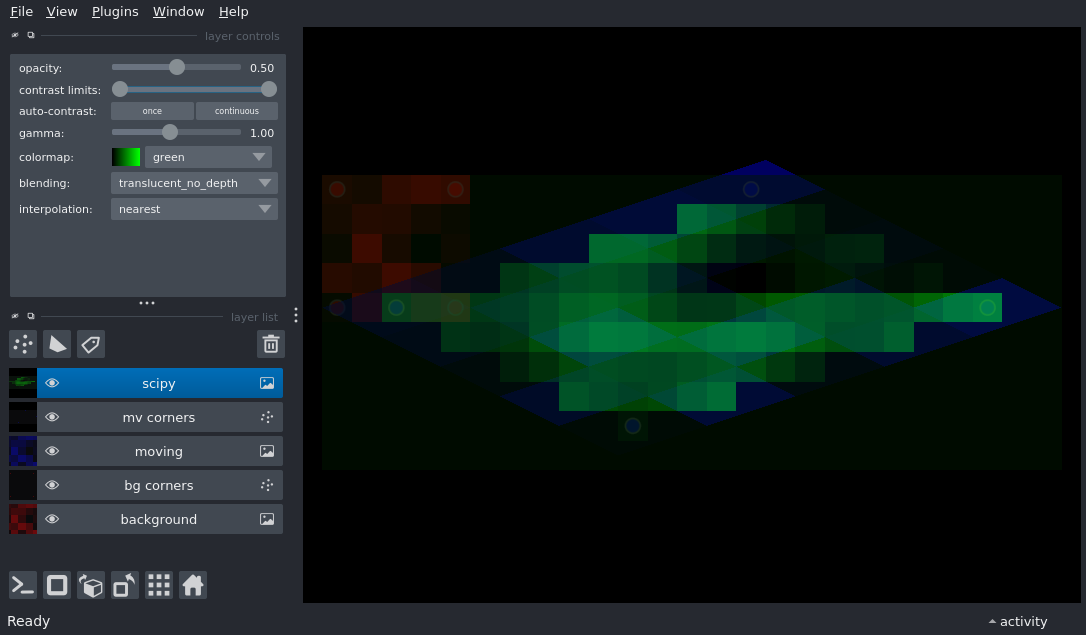 File View Plugins Window Help
layer controls
opacity: 0.50
contrast limits:
auto-contrast: once continuous
gamma: 1.00
colormap: green
blending: translucent_no_depth
interpolation: nearest
layer list
scipy
mv corners
moving
bg corners
background
Ready activity